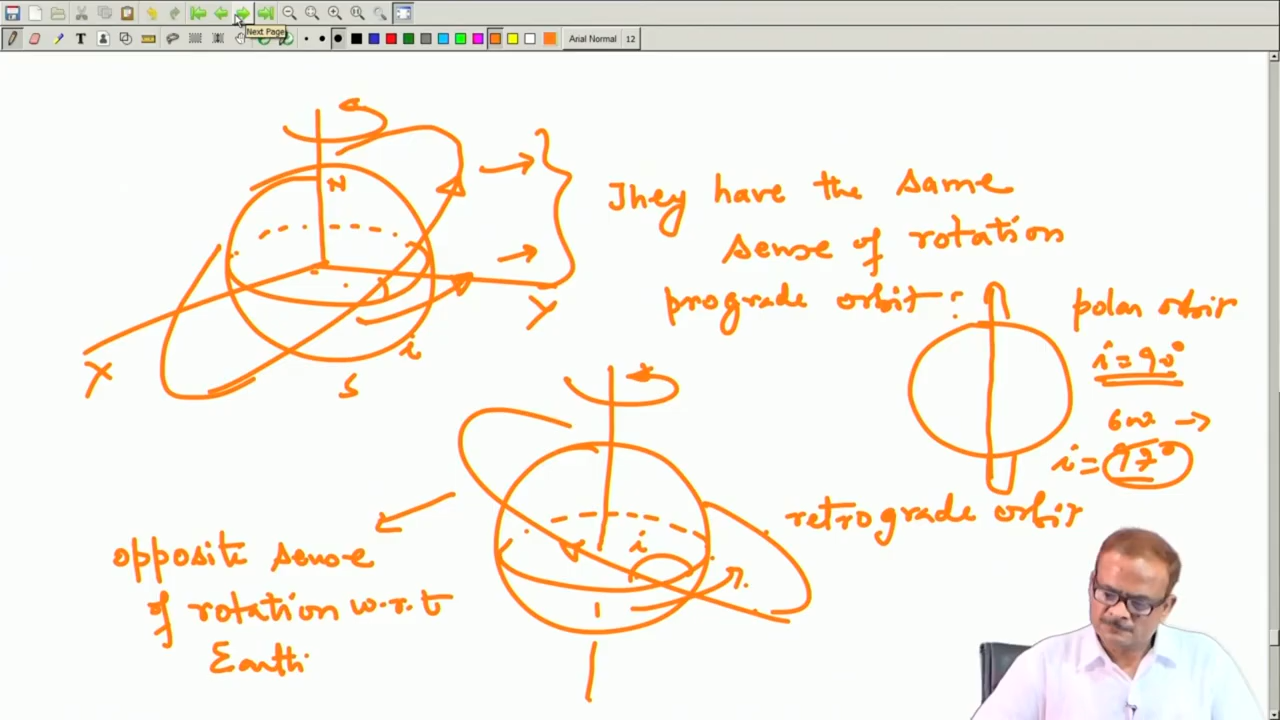 Next Page
T
Arial Normal 12
N
They have the same
sense of rotation
prograde orbit:
Y
X
i
S
polar orbit
i=90°
i=97°
i
retrograde orbit
opposite sense
of rotation w.r.t
Earth